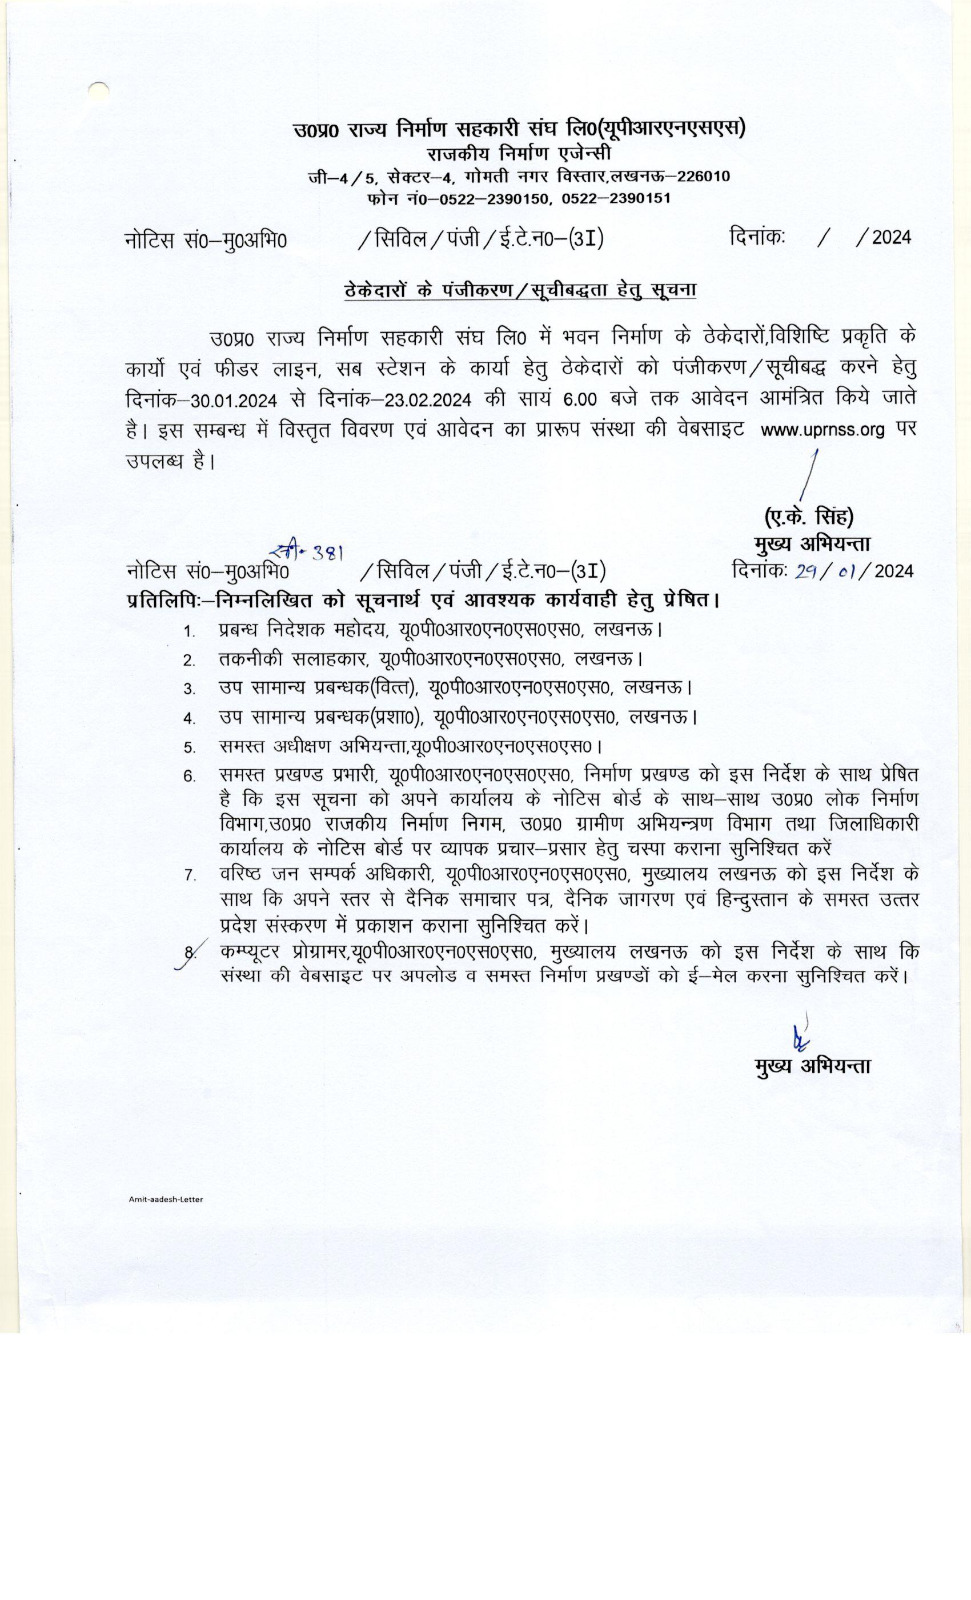 उ0प्र0 राज्य निर्माण सहकारी संघ लि0(यूपीआरएनएसएस)
राजकीय निर्माण एजेन्सी
जी–4/5, सेक्टर–4, गोमती नगर विस्तार,लखनऊ–226010
फोन नं0–0522–2390150, 0522–2390151
नोटिस सं0–मु0अभि0 /सिविल/पंजी/ई.टे.न0–(3I) दिनांकः / /2024
ठेकेदारों के पंजीकरण/सूचीबद्धता हेतु सूचना
उ0प्र0 राज्य निर्माण सहकारी संघ लि0 में भवन निर्माण के ठेकेदारों,विशिष्टि प्रकृति के
कार्यो एवं फीडर लाइन, सब स्टेशन के कार्या हेतु ठेकेदारों को पंजीकरण/सूचीबद्ध करने हेतु
दिनांक–30.01.2024 से दिनांक–23.02.2024 की सायं 6.00 बजे तक आवेदन आमंत्रित किये जाते
है। इस सम्बन्ध में विस्तृत विवरण एवं आवेदन का प्रारूप संस्था की वेबसाइट www.uprnss.org पर
उपलब्ध है।
(ए.के. सिंह)
मुख्य अभियन्ता
नोटिस सं0–मु0अभि0 381 /सिविल/पंजी/ई.टे.न0–(3I) दिनांकः 29/01/2024
प्रतिलिपिः–निम्नलिखित को सूचनार्थ एवं आवश्यक कार्यवाही हेतु प्रेषित।
1. प्रबन्ध निदेशक महोदय, यू0पी0आर0एन0एस0एस0, लखनऊ।
2. तकनीकी सलाहकार, यू0पी0आर0एन0एस0एस0, लखनऊ।
3. उप सामान्य प्रबन्धक(वित्त), यू0पी0आर0एन0एस0एस0, लखनऊ।
4. उप सामान्य प्रबन्धक(प्रशा0), यू0पी0आर0एन0एस0एस0, लखनऊ।
5. समस्त अधीक्षण अभियन्ता,यू0पी0आर0एन0एस0एस0।
6. समस्त प्रखण्ड प्रभारी, यू0पी0आर0एन0एस0एस0, निर्माण प्रखण्ड को इस निर्देश के साथ प्रेषित
है कि इस सूचना को अपने कार्यालय के नोटिस बोर्ड के साथ–साथ उ0प्र0 लोक निर्माण
विभाग,उ0प्र0 राजकीय निर्माण निगम, उ0प्र0 ग्रामीण अभियन्त्रण विभाग तथा जिलाधिकारी
कार्यालय के नोटिस बोर्ड पर व्यापक प्रचार–प्रसार हेतु चस्पा कराना सुनिश्चित करें
7. वरिष्ठ जन सम्पर्क अधिकारी, यू0पी0आर0एन0एस0एस0, मुख्यालय लखनऊ को इस निर्देश के
साथ कि अपने स्तर से दैनिक समाचार पत्र, दैनिक जागरण एवं हिन्दुस्तान के समस्त उत्तर
प्रदेश संस्करण में प्रकाशन कराना सुनिश्चित करें।
8. कम्प्यूटर प्रोग्रामर,यू0पी0आर0एन0एस0एस0, मुख्यालय लखनऊ को इस निर्देश के साथ कि
संस्था की वेबसाइट पर अपलोड व समस्त निर्माण प्रखण्डों को ई–मेल करना सुनिश्चित करें।
मुख्य अभियन्ता
Amit-aadesh-Letter